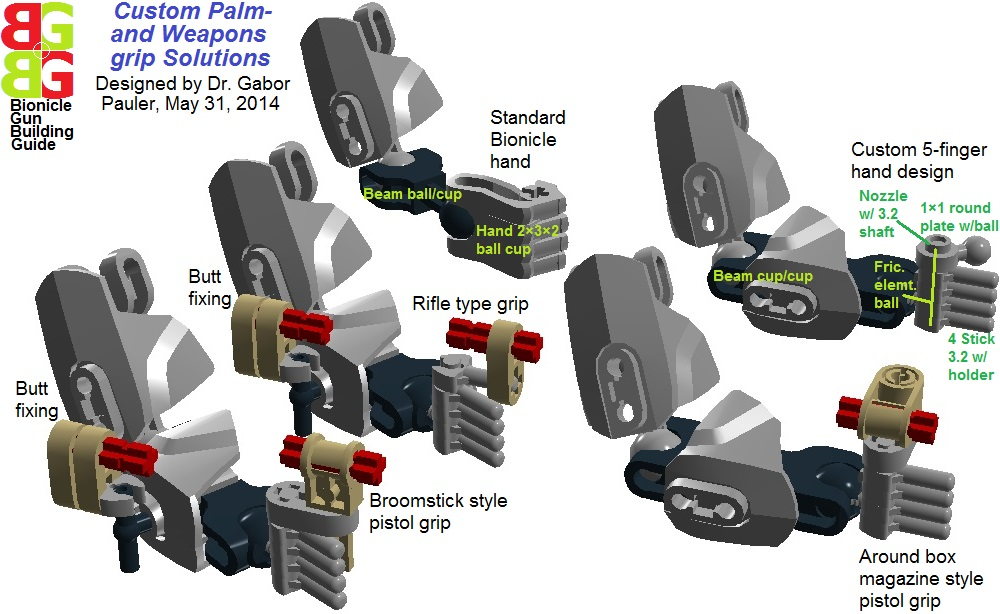 BG
BG
Bionicle
Gun
Building
Guide
Custom Palm-
and Weapons
grip Solutions
Designed by Dr. Gabor
Pauler, May 31, 2014
Standard
Bionicle
hand
Beam ball/cup
Hand 2×3×2
ball cup
Custom 5-finger
hand design
Nozzle
w/ 3.2
shaft
1×1 round
plate w/ball
Beam cup/cup
Fric.
elemt.
ball
4 Stick
3.2 w/
holder
Butt
fixing
Rifle type grip
Butt
fixing
Broomstick style
pistol grip
Around box
magazine style
pistol grip